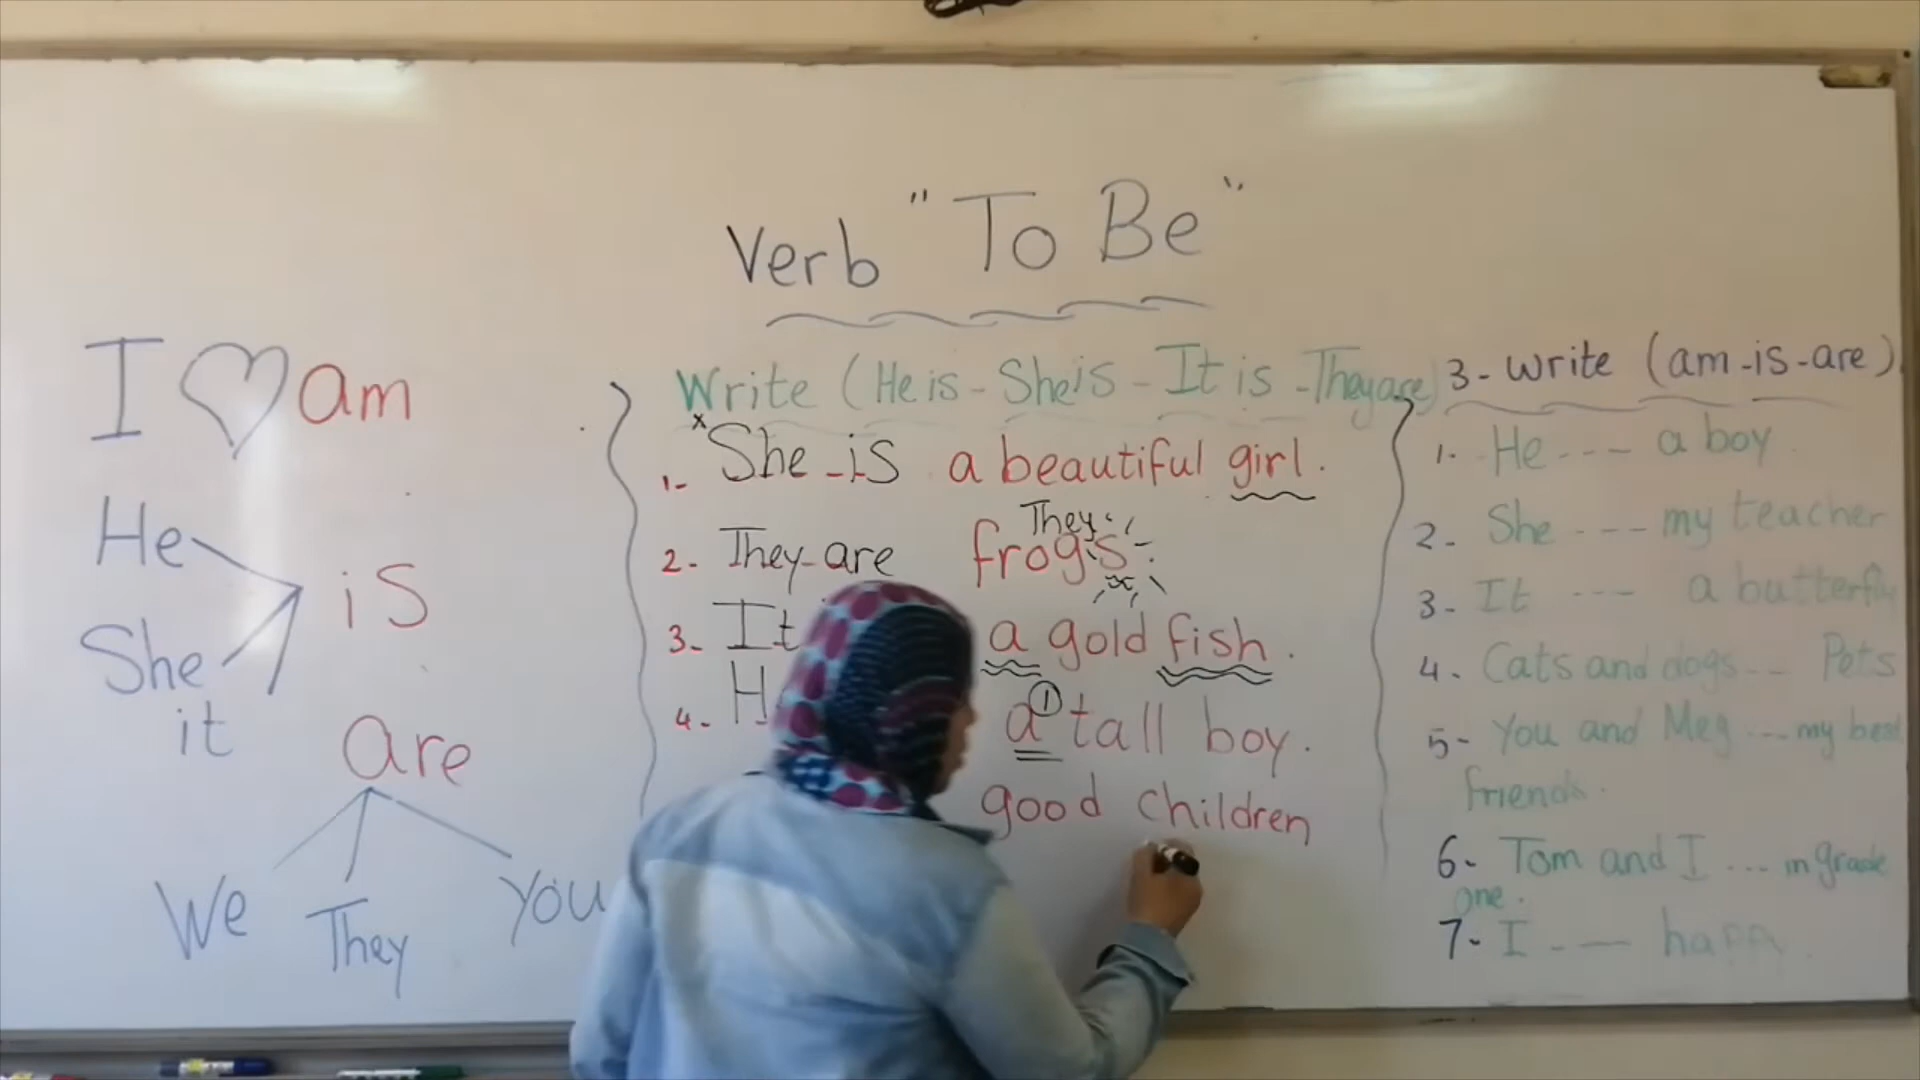 Verb "To Be"
I am
He
is
She
it
are
We They You
Write (He is - She is - It is - They are)
1- She is a beautiful girl.
They
2- They are frogs.
3- It a gold fish.
4- a tall boy.
1
good children
3- write (am - is - are)
1. He ---- a boy
2- She ---- my teacher
3- It --- a butterfly
4- Cats and dogs --- Pets
5- You and Meg --- my best
friends.
6- Tom and I ... in grade
one.
7- I ---